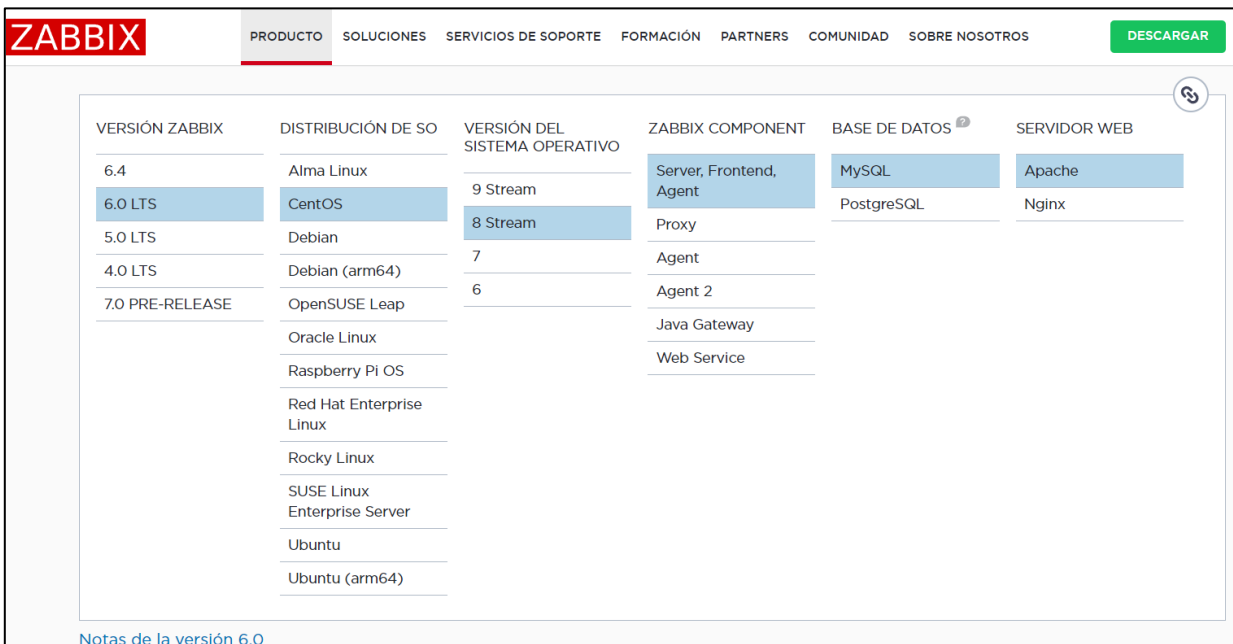 ZABBIX
PRODUCTO SOLUCIONES SERVICIOS DE SOPORTE FORMACIÓN PARTNERS COMUNIDAD SOBRE NOSOTROS DESCARGAR
VERSIÓN ZABBIX
6.4
6.0 LTS
5.0 LTS
4.0 LTS
7.0 PRE-RELEASE
DISTRIBUCIÓN DE SO
Alma Linux
CentOS
Debian
Debian (arm64)
OpenSUSE Leap
Oracle Linux
Raspberry Pi OS
Red Hat Enterprise
Linux
Rocky Linux
SUSE Linux
Enterprise Server
Ubuntu
Ubuntu (arm64)
VERSIÓN DEL
SISTEMA OPERATIVO
9 Stream
8 Stream
7
6
ZABBIX COMPONENT
Server, Frontend,
Agent
Proxy
Agent
Agent 2
Java Gateway
Web Service
BASE DE DATOS ?
MySQL
PostgreSQL
SERVIDOR WEB
Apache
Nginx
Notas de la versión 6.0